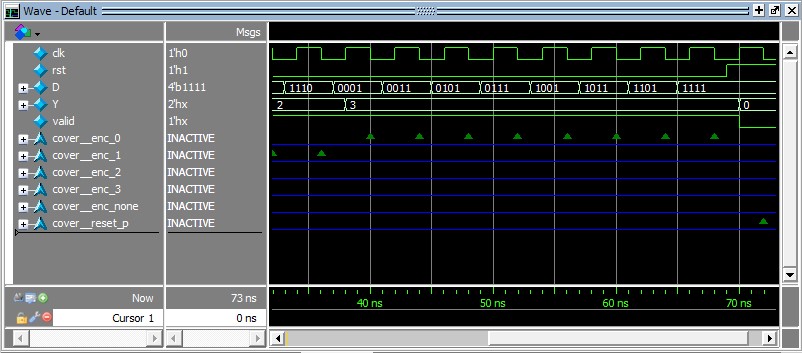 Wave - Default
Msgs
clk 1'h0
rst 1'h1
D 4'b1111 1110 0001 0011 0101 0111 1001 1011 1101 1111
Y 2'hx 2 3 0
valid 1'hx
cover__enc_0 INACTIVE
cover__enc_1 INACTIVE
cover__enc_2 INACTIVE
cover__enc_3 INACTIVE
cover__enc_none INACTIVE
cover__reset_p INACTIVE
Now 73 ns 40 ns 50 ns 60 ns 70 ns
Cursor 1 0 ns